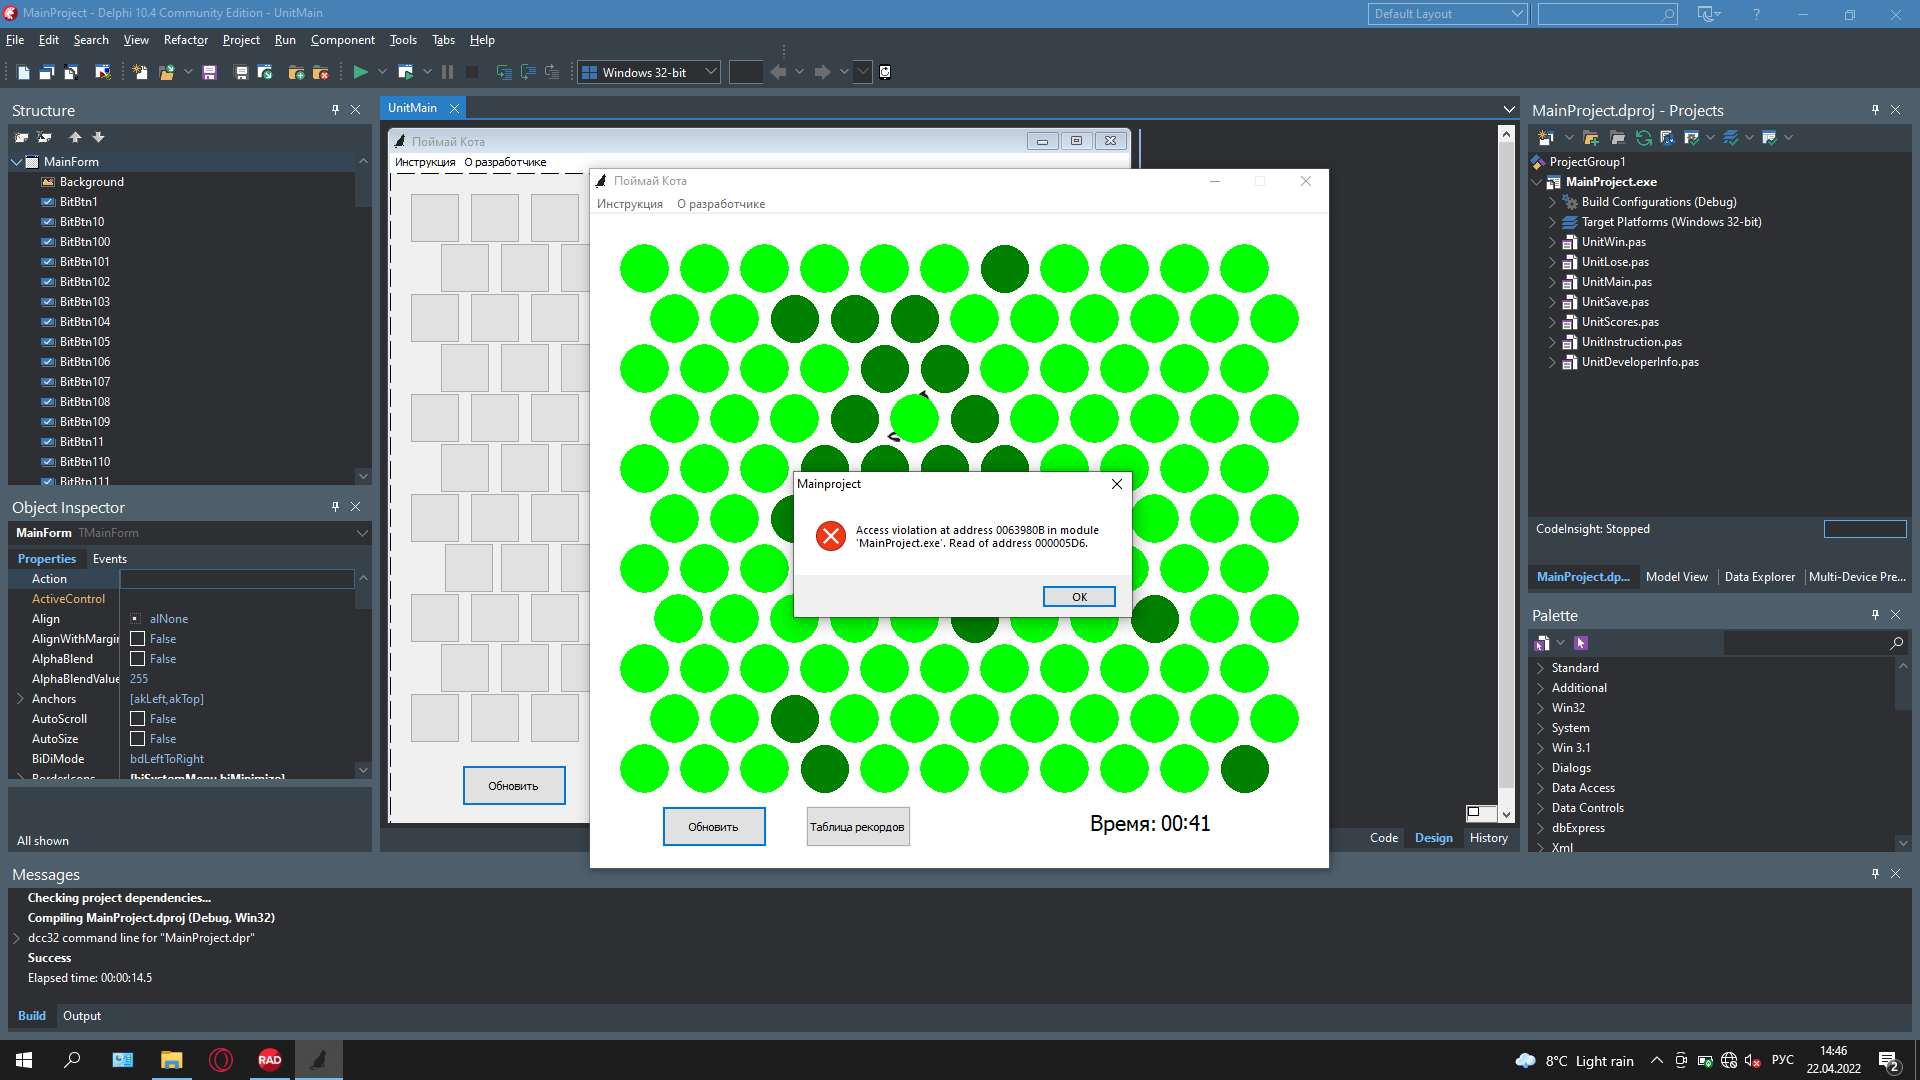 MainProject - Delphi 10.4 Community Edition - UnitMain
Default Layout
File Edit Search View Refactor Project Run Component Tools Tabs Help
Windows 32-bit
Structure
MainForm
Background
BitBtn1
BitBtn10
BitBtn100
BitBtn101
BitBtn102
BitBtn103
BitBtn104
BitBtn105
BitBtn106
BitBtn107
BitBtn108
BitBtn109
BitBtn11
BitBtn110
BitBtn111
Object Inspector
MainForm TMainForm
Properties Events
Action
ActiveControl
Align alNone
AlignWithMargin False
AlphaBlend False
AlphaBlendValue 255
Anchors [akLeft,akTop]
AutoScroll False
AutoSize False
BiDiMode bdLeftToRight
BorderIcons [biSystemMenu,biMinimize]
All shown
UnitMain
Поймай Кота
Инструкция О разработчике
Обновить
Поймай Кота
Инструкция О разработчике
Mainproject
Access violation at address 0063980B in module
'MainProject.exe'. Read of address 000005D6.
OK
Обновить
Таблица рекордов
Время: 00:41
Code Design History
MainProject.dproj - Projects
ProjectGroup1
MainProject.exe
Build Configurations (Debug)
Target Platforms (Windows 32-bit)
UnitWin.pas
UnitLose.pas
UnitMain.pas
UnitSave.pas
UnitScores.pas
UnitInstruction.pas
UnitDeveloperInfo.pas
CodeInsight: Stopped
MainProject.dp... Model View Data Explorer Multi-Device Pre...
Palette
Standard
Additional
Win32
System
Win 3.1
Dialogs
Data Access
Data Controls
dbExpress
Xml
Messages
Checking project dependencies...
Compiling MainProject.dproj (Debug, Win32)
dcc32 command line for "MainProject.dpr"
Success
Elapsed time: 00:00:14.5
Build Output
RAD
8°C Light rain
РУС
14:46
22.04.2022
2